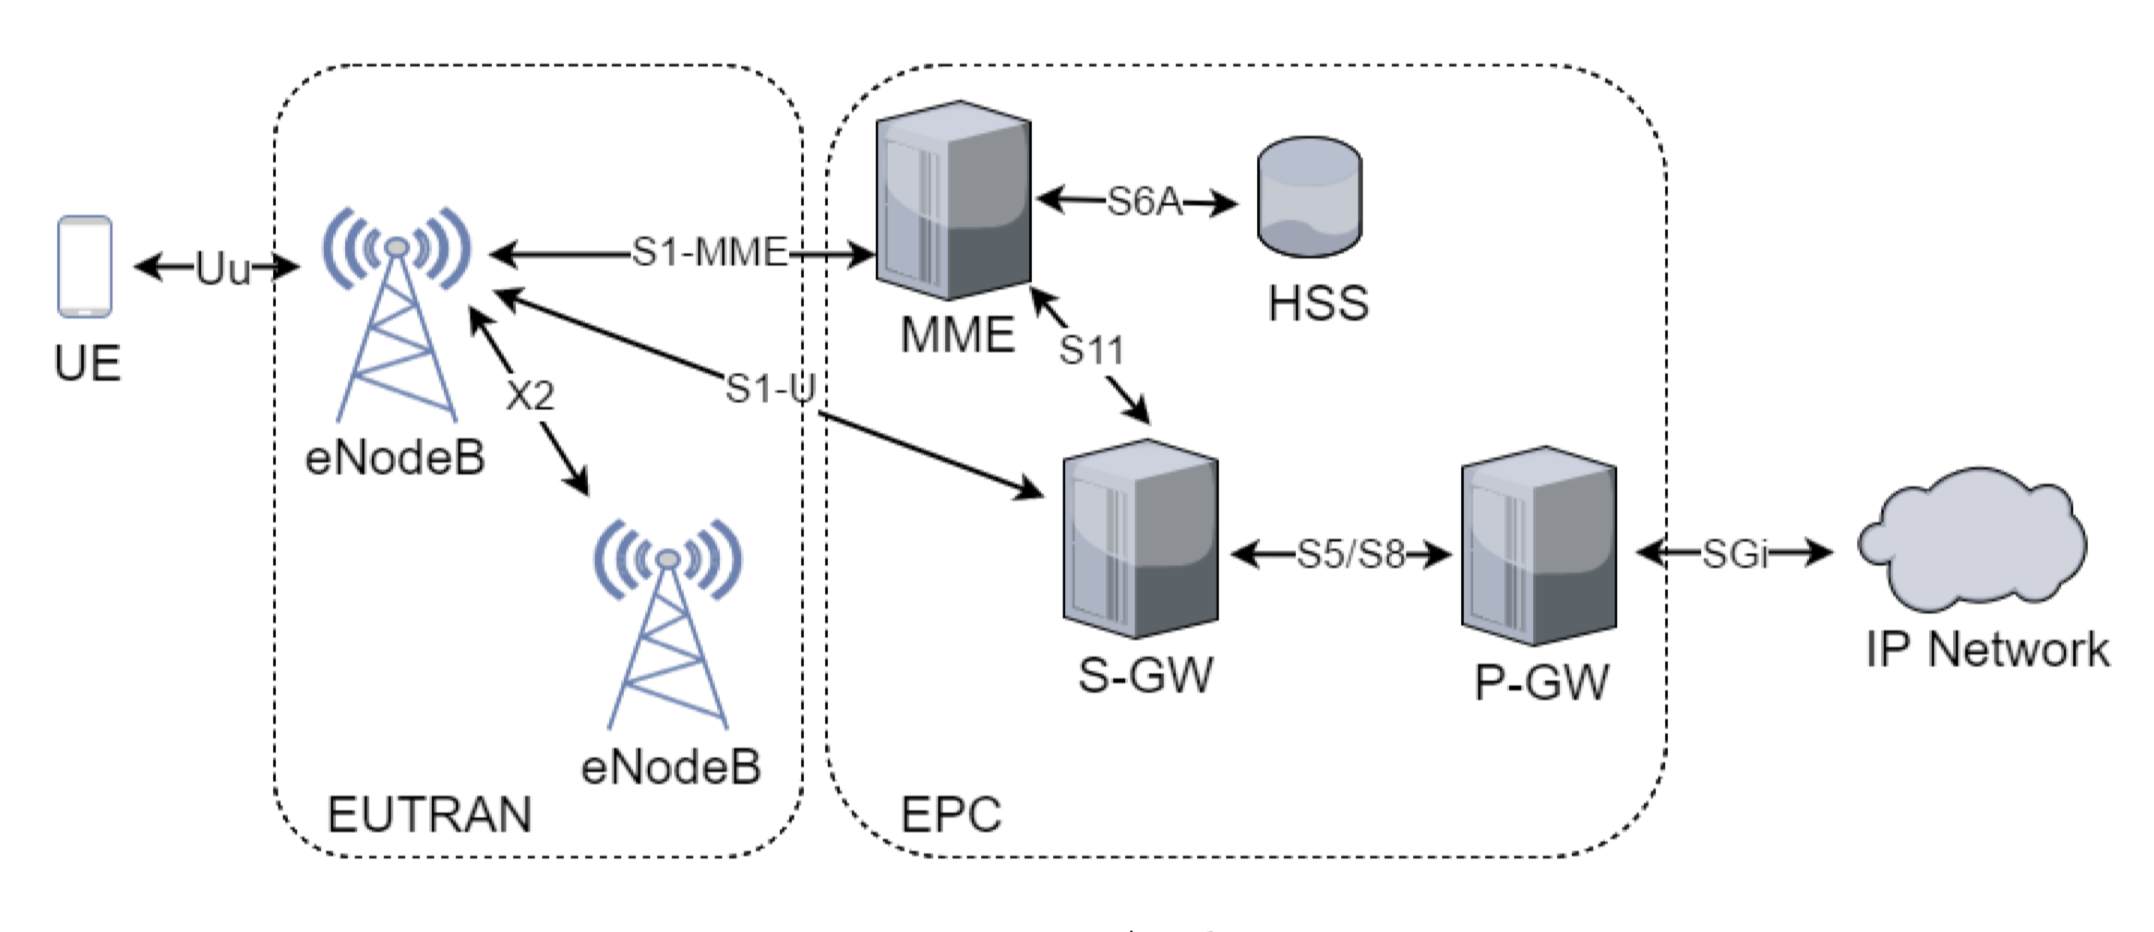 UE
Uu
eNodeB
X2
eNodeB
EUTRAN
S1-MME
S1-U
MME
S6A
HSS
S11
S-GW
S5/S8
P-GW
EPC
SGi
IP Network